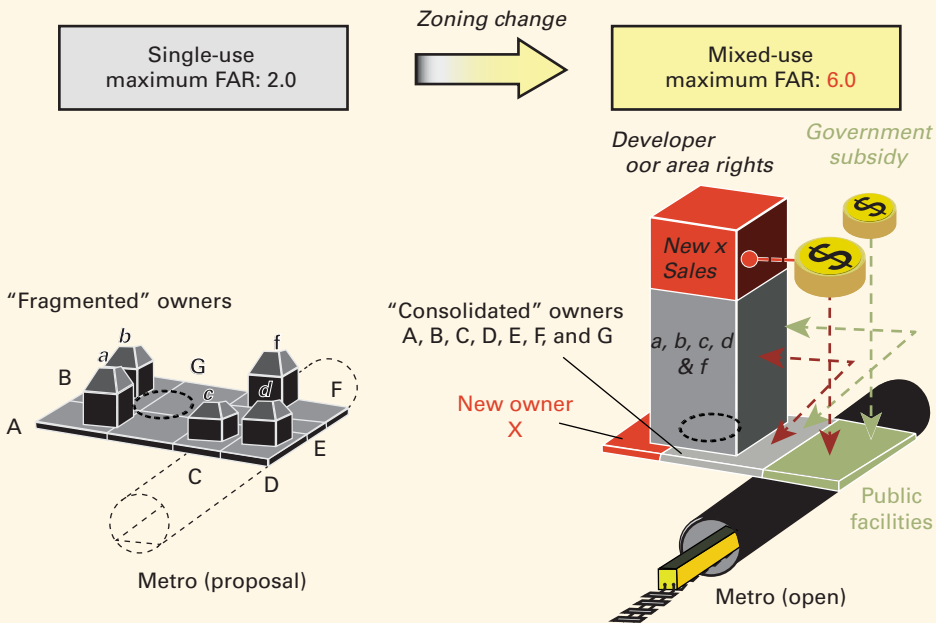 Zoning change
Single-use
maximum FAR: 2.0
Mixed-use
maximum FAR: 6.0
Developer
oor area rights
Government
subsidy
$
$
New x
Sales
"Fragmented" owners
"Consolidated" owners
A, B, C, D, E, F, and G
a, b, c, d
& f
New owner
X
b
a
f
B
G
F
c
d
A
E
C
D
Public
facilities
Metro (proposal)
Metro (open)